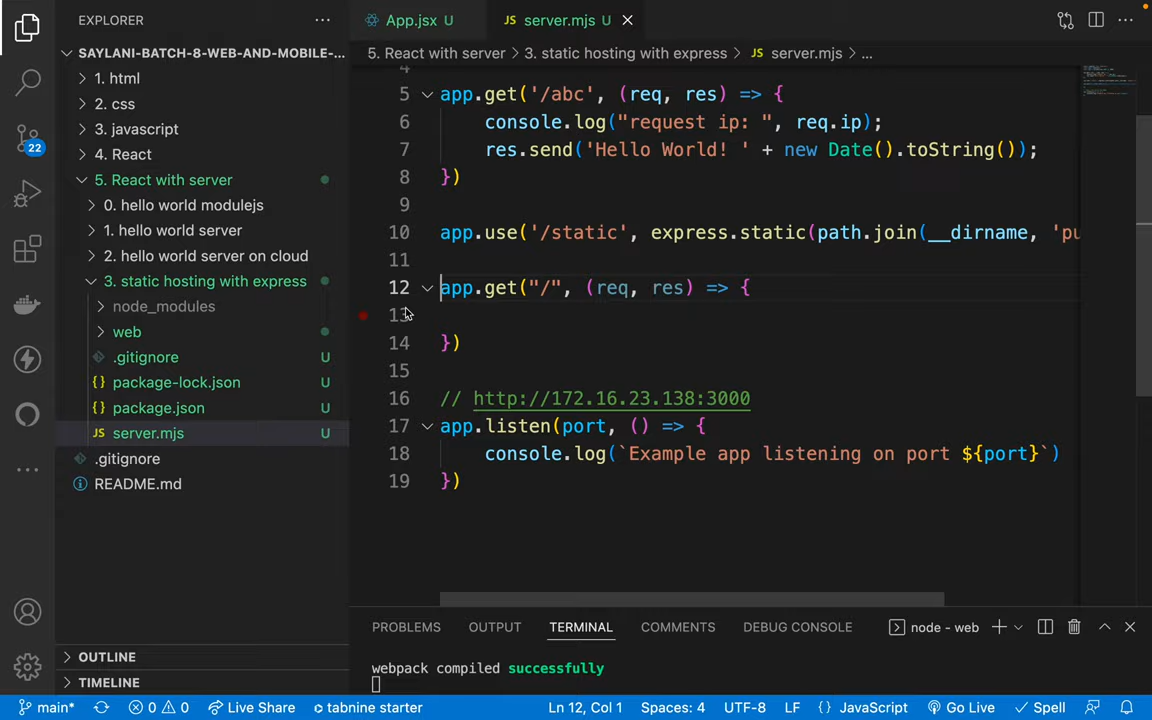 EXPLORER
App.jsx U
JS server.mjs U
SAYLANI-BATCH-8-WEB-AND-MOBILE-...
5. React with server > 3. static hosting with express > JS server.mjs > ...
1. html
2. css
3. javascript
4. React
5. React with server
0. hello world modulejs
1. hello world server
2. hello world server on cloud
3. static hosting with express
node_modules
web
.gitignore U
{} package-lock.json U
{} package.json U
JS server.mjs U
.gitignore
README.md
22
4
5 app.get('/abc', (req, res) => {
6 console.log("request ip: ", req.ip);
7 res.send('Hello World! ' + new Date().toString());
8 })
9
10 app.use('/static', express.static(path.join(__dirname, 'pu
11
12 app.get("/", (req, res) => {
13
14 })
15
16 // http://172.16.23.138:3000
17 app.listen(port, () => {
18 console.log(`Example app listening on port ${port}`)
19 })
OUTLINE
TIMELINE
PROBLEMS OUTPUT TERMINAL COMMENTS DEBUG CONSOLE node - web
webpack compiled successfully
main* 0 0 Live Share tabnine starter Ln 12, Col 1 Spaces: 4 UTF-8 LF {} JavaScript Go Live Spell